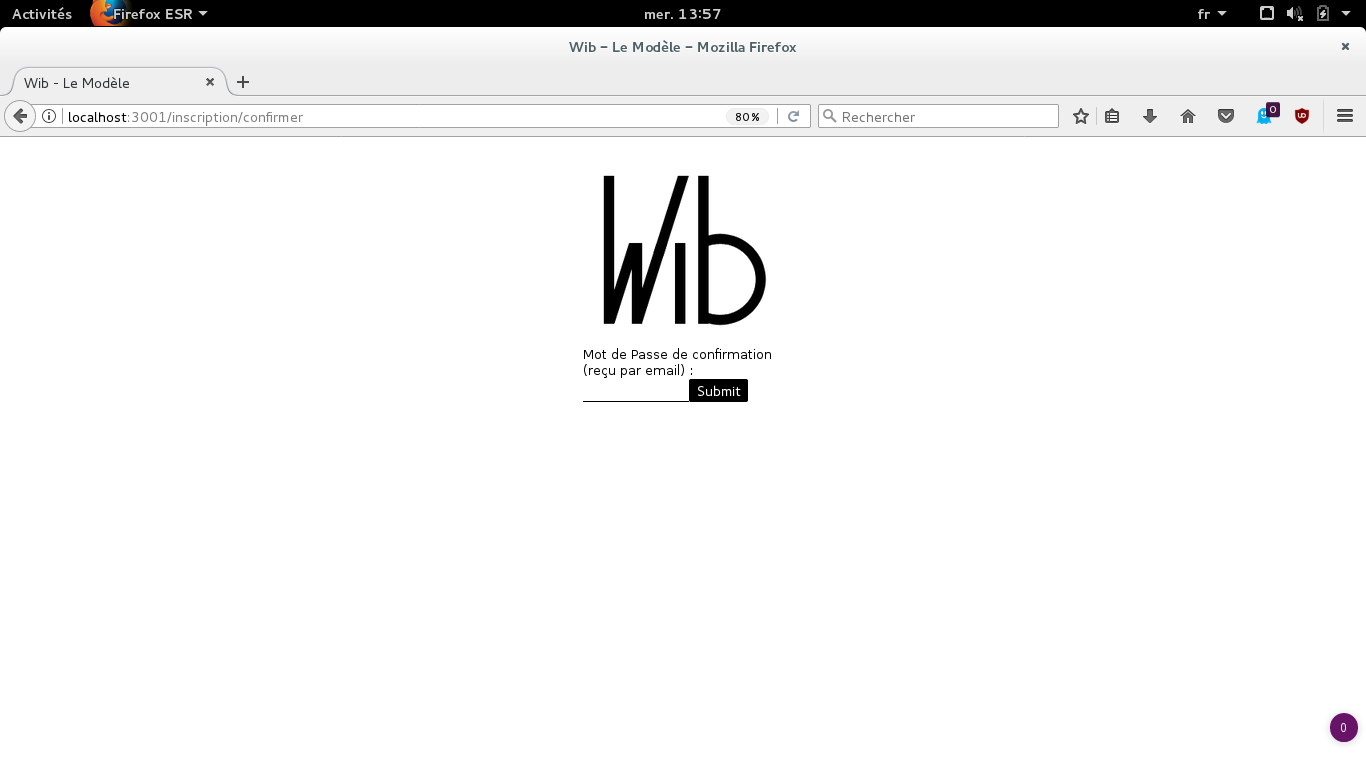 Activités Firefox ESR mer. 13:57 fr
Wib – Le Modèle – Mozilla Firefox
Wib - Le Modèle
localhost:3001/inscription/confirmer 80% Rechercher 0
Wib
Mot de Passe de confirmation
(reçu par email) :
Submit
0